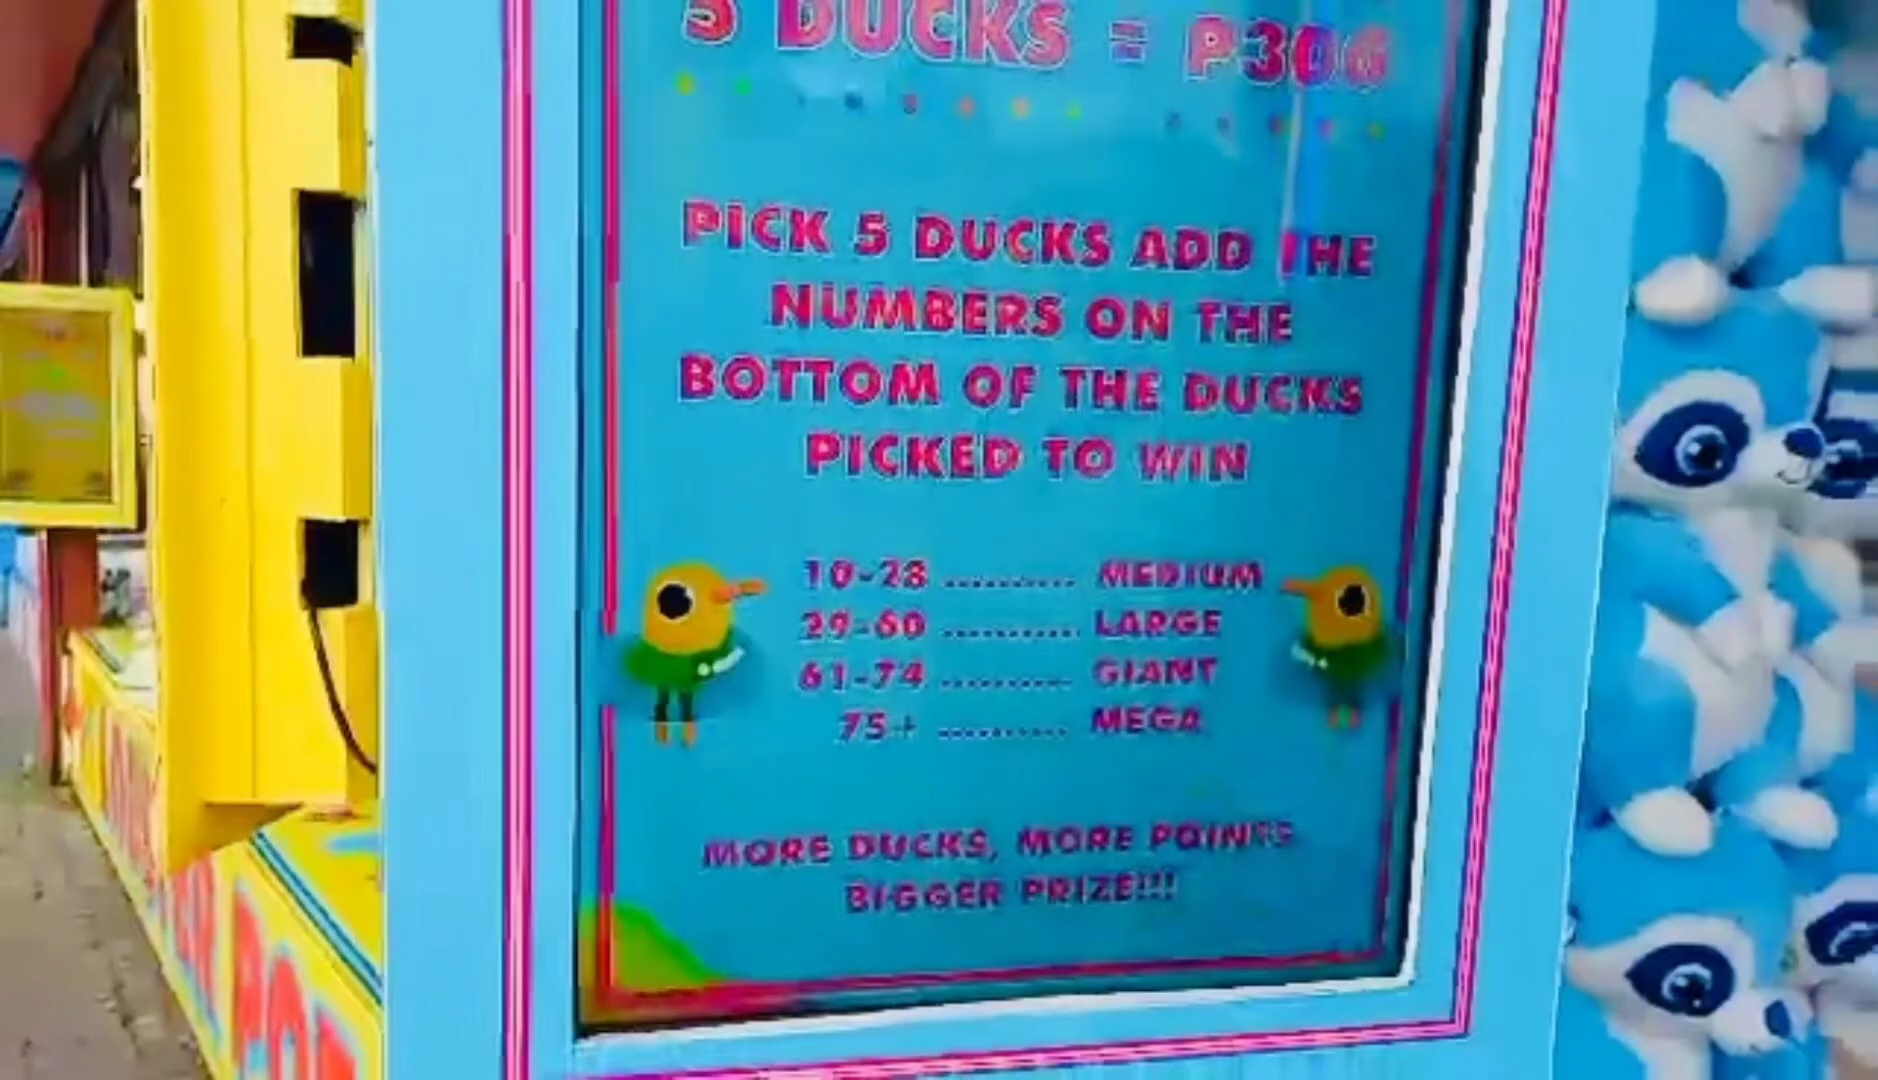 5 DUCKS = P300
PICK 5 DUCKS ADD THE
NUMBERS ON THE
BOTTOM OF THE DUCKS
PICKED TO WIN
10-28 .......... MEDIUM
29-60 .......... LARGE
61-74 .......... GIANT
75+ .......... MEGA
MORE DUCKS, MORE POINTS
BIGGER PRIZE!!!